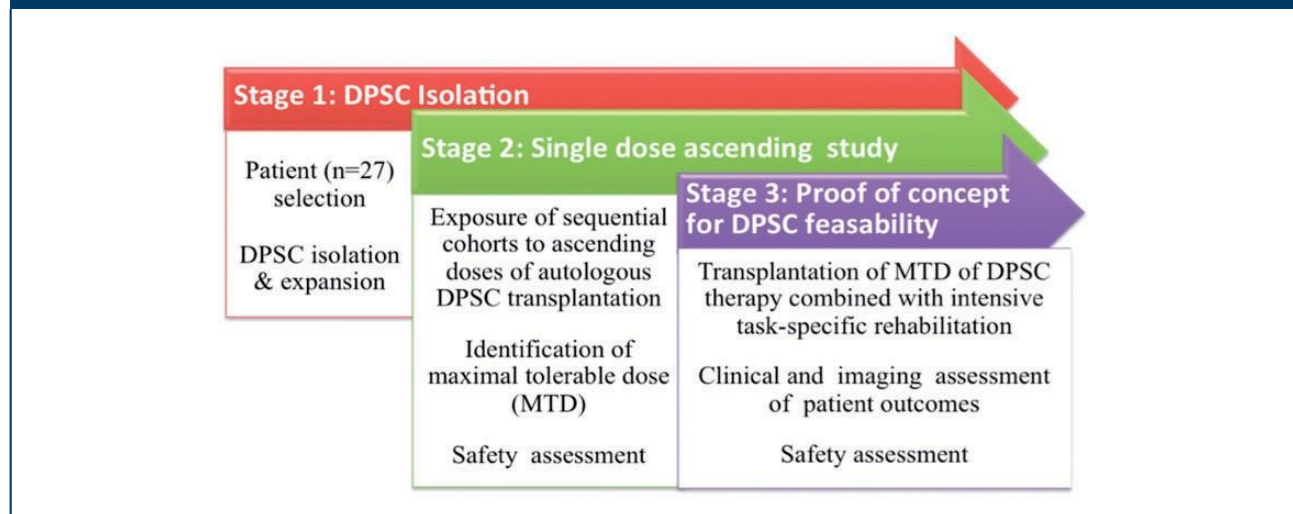 Stage 1: DPSC Isolation
Patient (n=27)
selection
DPSC isolation
& expansion
Stage 2: Single dose ascending study
Exposure of sequential
cohorts to ascending
doses of autologous
DPSC transplantation
Identification of
maximal tolerable dose
(MTD)
Safety assessment
Stage 3: Proof of concept
for DPSC feasability
Transplantation of MTD of DPSC
therapy combined with intensive
task-specific rehabilitation
Clinical and imaging assessment
of patient outcomes
Safety assessment